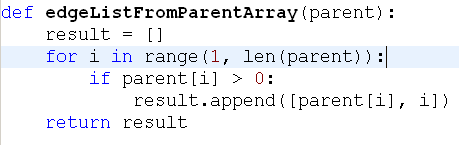 def edgeListFromParentArray(parent):
    result = []
    for i in range(1, len(parent)):
        if parent[i] > 0:
            result.append([parent[i], i])
    return result